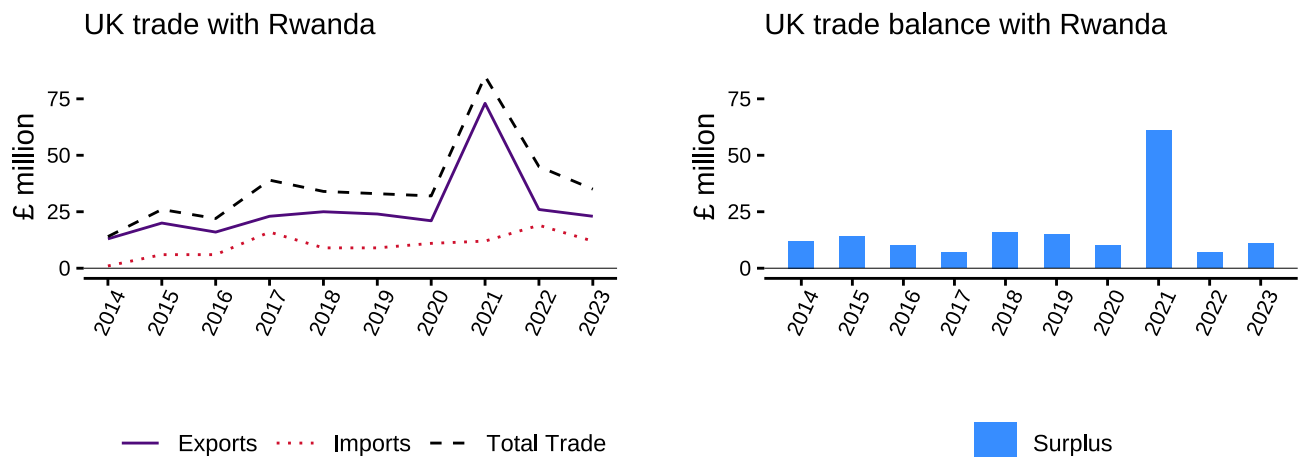 UK trade with Rwanda
£ million
75
50
25
0
2014 2015 2016 2017 2018 2019 2020 2021 2022 2023
Exports Imports Total Trade
UK trade balance with Rwanda
£ million
75
50
25
0
2014 2015 2016 2017 2018 2019 2020 2021 2022 2023
Surplus